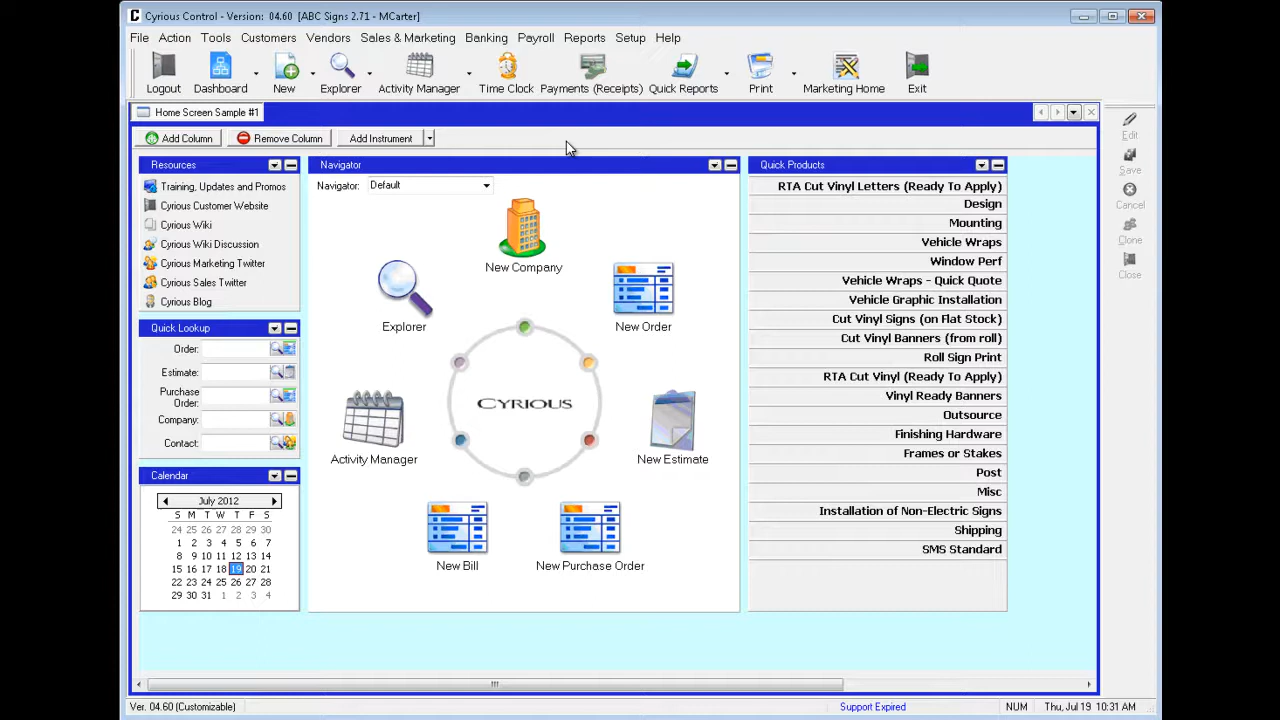 Cyrious Control - Version: 04.60 [ABC Signs 2.71 - MCarter]
File Action Tools Customers Vendors Sales & Marketing Banking Payroll Reports Setup Help
Logout Dashboard New Explorer Activity Manager Time Clock Payments (Receipts) Quick Reports Print Marketing Home Exit
Home Screen Sample #1
Add Column Remove Column Add Instrument
Edit
Save
Cancel
Clone
Close
Resources
Training, Updates and Promos
Cyrious Customer Website
Cyrious Wiki
Cyrious Wiki Discussion
Cyrious Marketing Twitter
Cyrious Sales Twitter
Cyrious Blog
Quick Lookup
Order:
Estimate:
Purchase
Order:
Company:
Contact:
Calendar
July 2012
S M T W T F S
24 25 26 27 28 29 30
1 2 3 4 5 6 7
8 9 10 11 12 13 14
15 16 17 18 19 20 21
22 23 24 25 26 27 28
29 30 31 1 2 3 4
Navigator
Navigator: Default
New Company
Explorer
New Order
CYRIOUS
Activity Manager
New Estimate
New Bill
New Purchase Order
Quick Products
RTA Cut Vinyl Letters (Ready To Apply)
Design
Mounting
Vehicle Wraps
Window Perf
Vehicle Wraps - Quick Quote
Vehicle Graphic Installation
Cut Vinyl Signs (on Flat Stock)
Cut Vinyl Banners (from roll)
Roll Sign Print
RTA Cut Vinyl (Ready To Apply)
Vinyl Ready Banners
Outsource
Finishing Hardware
Frames or Stakes
Post
Misc
Installation of Non-Electric Signs
Shipping
SMS Standard
Ver. 04.60 (Customizable) Support Expired NUM Thu, Jul 19 10:31 AM